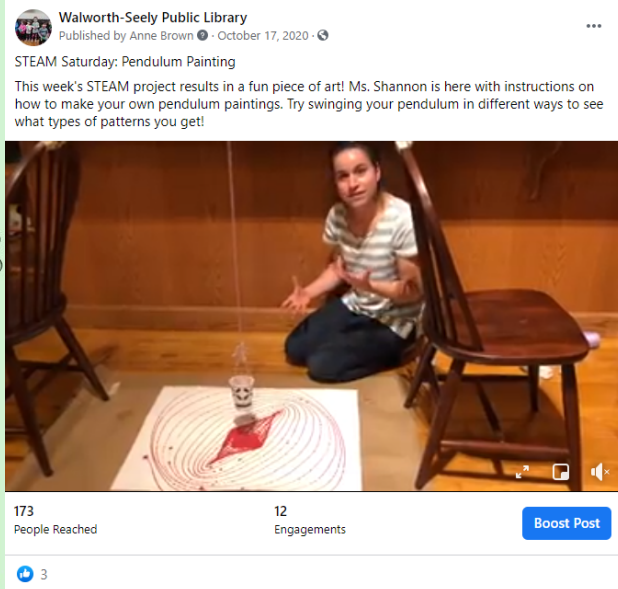 Walworth-Seely Public Library
Published by Anne Brown · October 17, 2020 ·
STEAM Saturday: Pendulum Painting
This week's STEAM project results in a fun piece of art! Ms. Shannon is here with instructions on
how to make your own pendulum paintings. Try swinging your pendulum in different ways to see
what types of patterns you get!
173
People Reached
12
Engagements
Boost Post
3